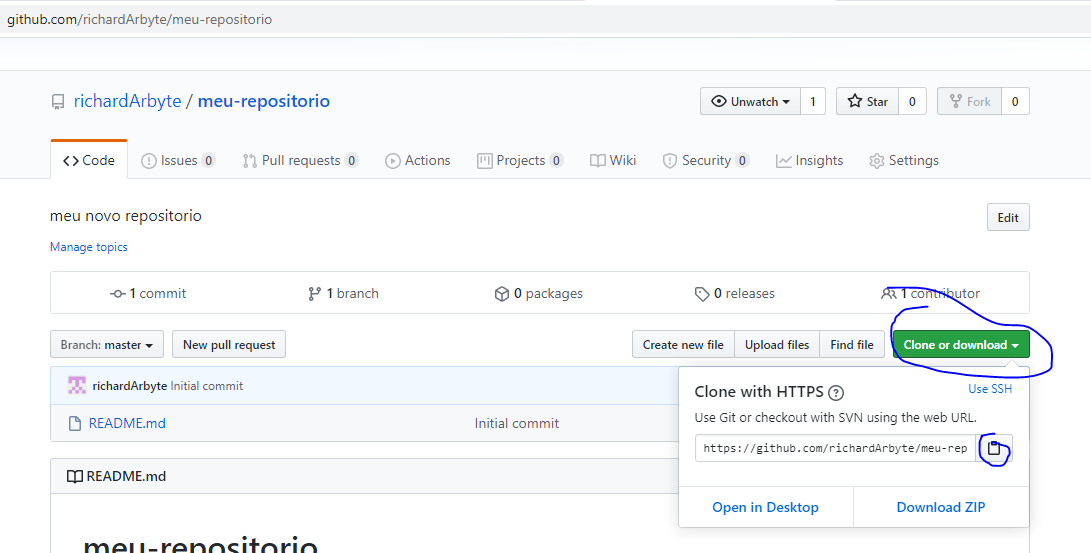 github.com/richardArbyte/meu-repositorio
richardArbyte / meu-repositorio
Unwatch 1 Star 0 Fork 0
Code Issues 0 Pull requests 0 Actions Projects 0 Wiki Security 0 Insights Settings
meu novo repositorio Edit
Manage topics
1 commit 1 branch 0 packages 0 releases 1 contributor
Branch: master New pull request Create new file Upload files Find file Clone or download
richardArbyte Initial commit
README.md Initial commit
Clone with HTTPS ? Use SSH
Use Git or checkout with SVN using the web URL.
https://github.com/richardArbyte/meu-rep
Open in Desktop Download ZIP
README.md
meu-repositorio